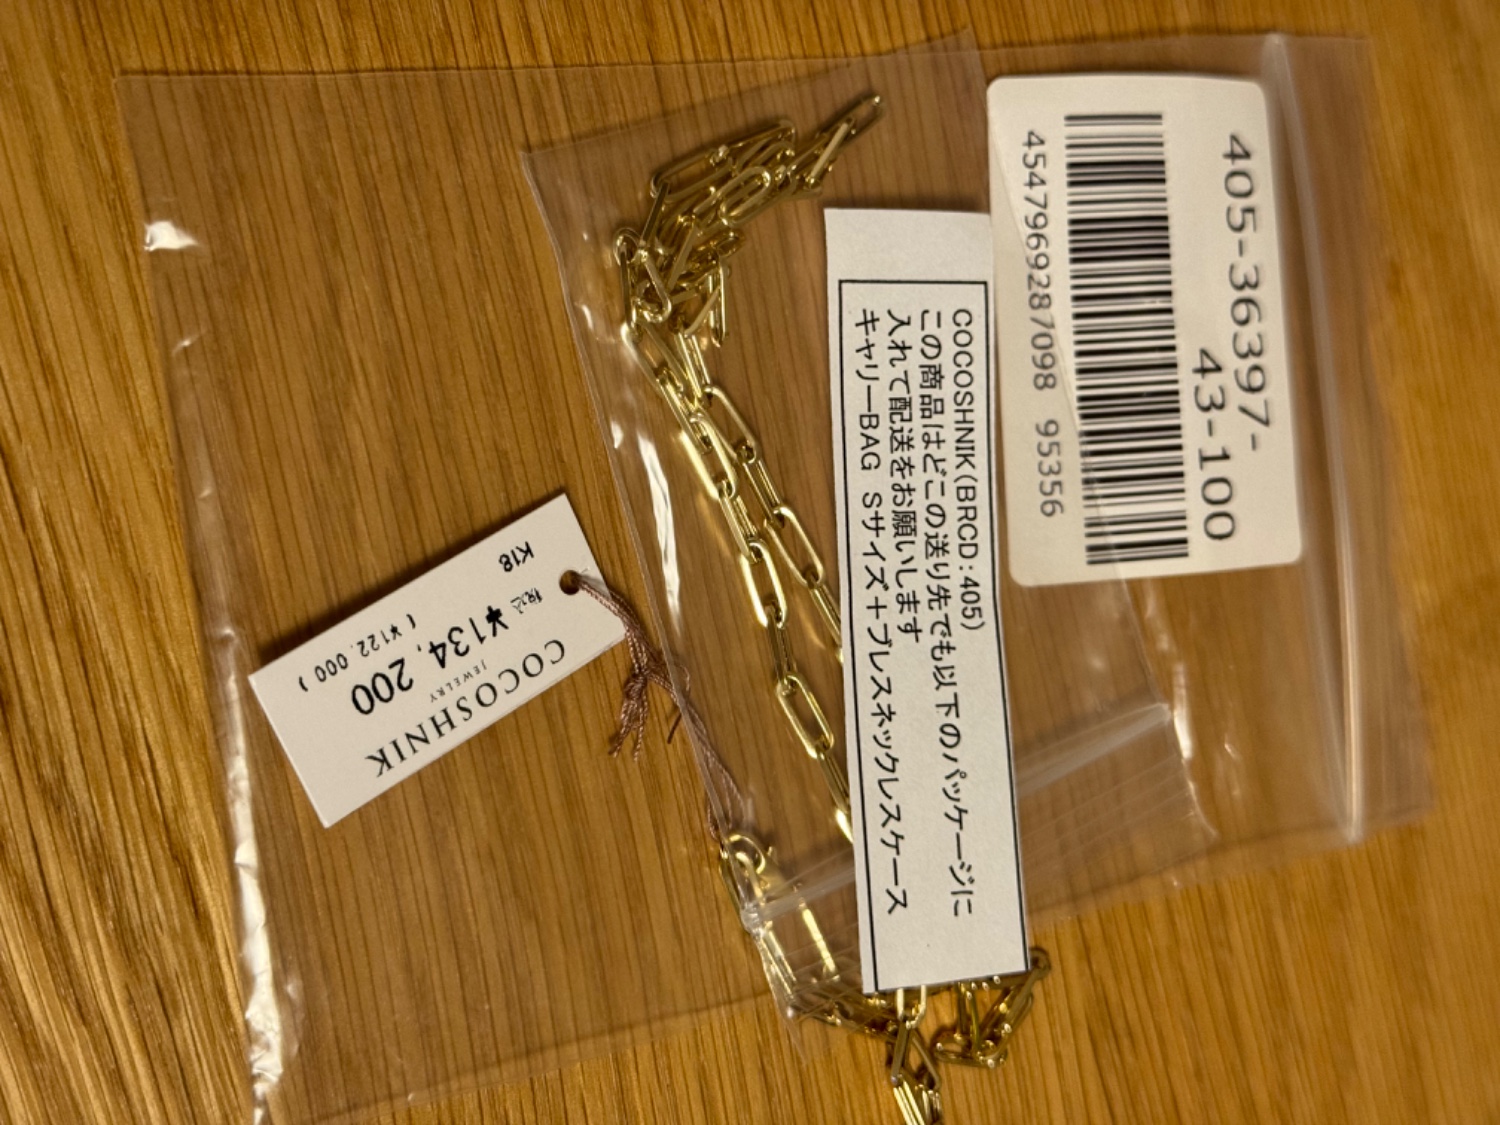 405-36397-
43-100
4547969287098 95356
COCOSHNIK(BRCD:405)
この商品はどこの送り先でも以下のパッケージに
入れて配送をお願いします
キャリーBAG Sサイズ＋ブレスネックレスケース
COCOSHNIK
JEWELRY
税込 ¥134,200
(¥122.000)
K18